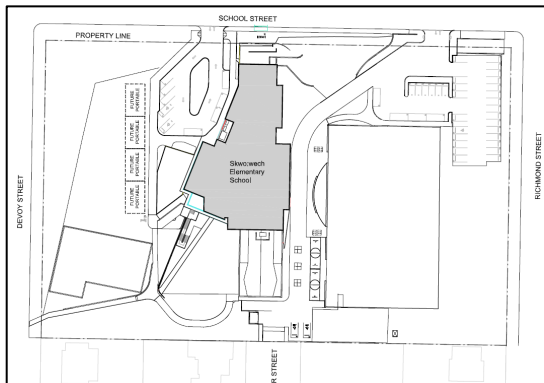 SCHOOL STREET
PROPERTY LINE
FUTURE
PORTABLE
FUTURE
PORTABLE
FUTURE
PORTABLE
FUTURE
PORTABLE
Skwo:wech
Elementary
School
DEVOY STREET
RICHMOND STREET
R STREET